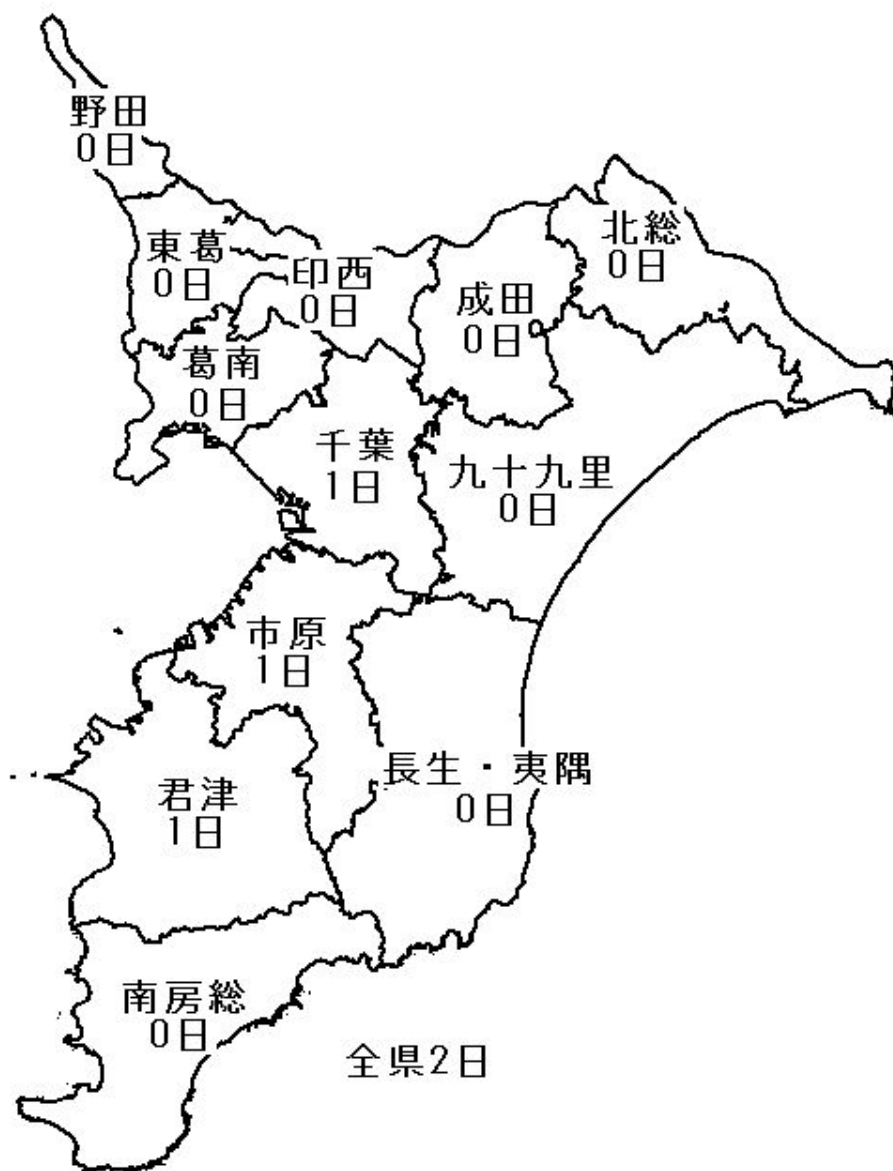 野田
0日
東葛
0日
印西
0日
成田
0日
北総
0日
葛南
0日
千葉
1日
九十九里
0日
市原
1日
長生・夷隅
0日
君津
1日
南房総
0日
全県2日